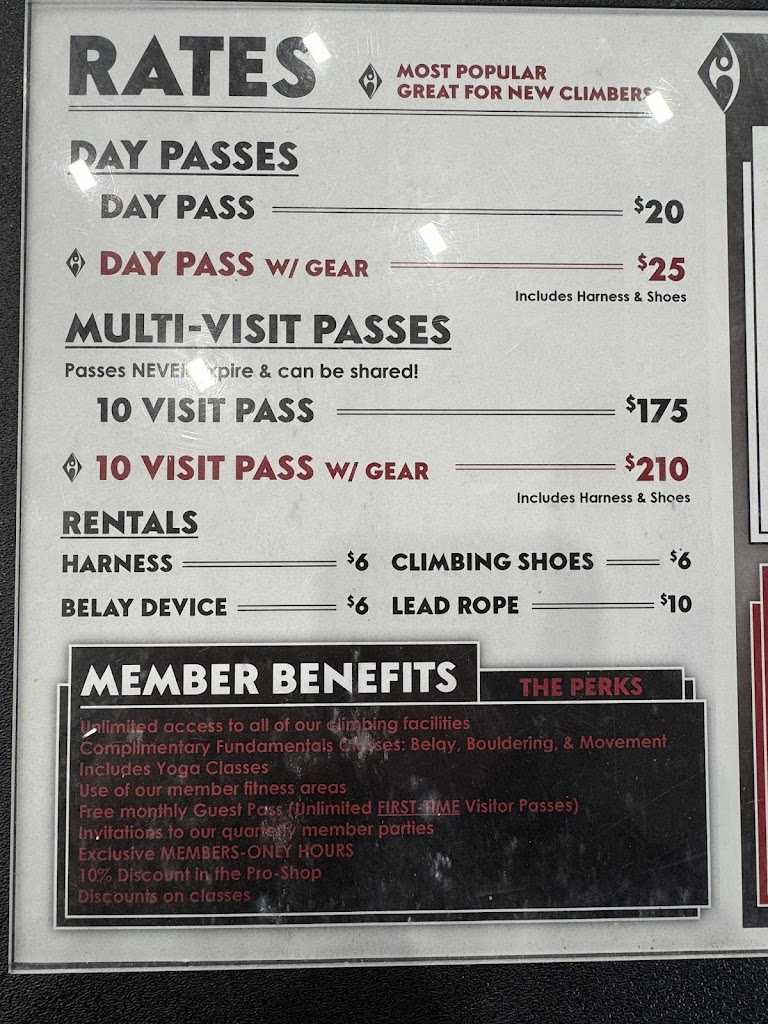 RATES
MOST POPULAR
GREAT FOR NEW CLIMBERS
DAY PASSES
DAY PASS $20
DAY PASS W/ GEAR $25
Includes Harness & Shoes
MULTI-VISIT PASSES
Passes NEVER expire & can be shared!
10 VISIT PASS $175
10 VISIT PASS W/ GEAR $210
Includes Harness & Shoes
RENTALS
HARNESS $6 CLIMBING SHOES $6
BELAY DEVICE $6 LEAD ROPE $10
MEMBER BENEFITS THE PERKS
Unlimited access to all of our climbing facilities
Complimentary Fundamentals Classes: Belay, Bouldering, & Movement
Includes Yoga Classes
Use of our member fitness areas
Free monthly Guest Pass (Unlimited FIRST-TIME Visitor Passes)
Invitations to our quarterly member parties
Exclusive MEMBERS-ONLY HOURS
10% Discount in the Pro-Shop
Discounts on classes